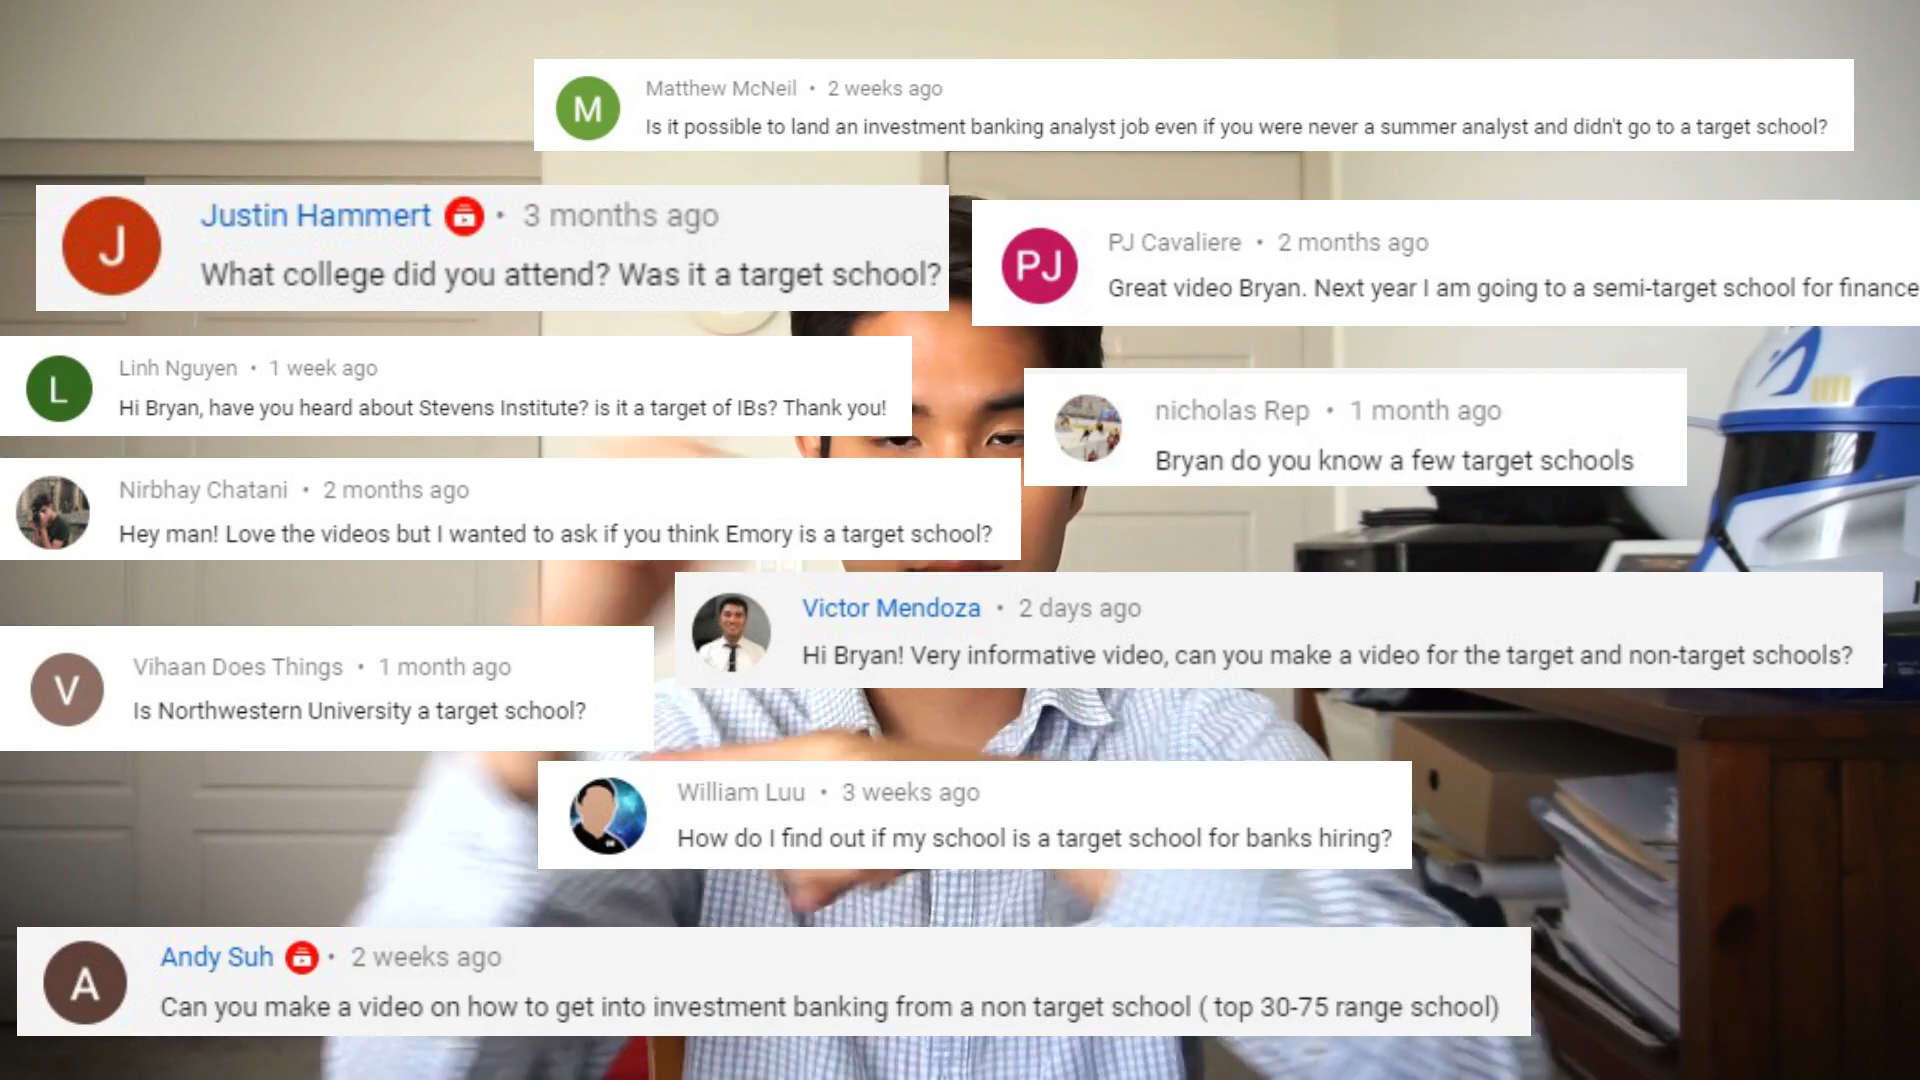 M
Matthew McNeil • 2 weeks ago
Is it possible to land an investment banking analyst job even if you were never a summer analyst and didn't go to a target school?
J
Justin Hammert • 3 months ago
What college did you attend? Was it a target school?
PJ
PJ Cavaliere • 2 months ago
Great video Bryan. Next year I am going to a semi-target school for finance
L
Linh Nguyen • 1 week ago
Hi Bryan, have you heard about Stevens Institute? is it a target of IBs? Thank you!
nicholas Rep • 1 month ago
Bryan do you know a few target schools
Nirbhay Chatani • 2 months ago
Hey man! Love the videos but I wanted to ask if you think Emory is a target school?
Victor Mendoza • 2 days ago
Hi Bryan! Very informative video, can you make a video for the target and non-target schools?
V
Vihaan Does Things • 1 month ago
Is Northwestern University a target school?
William Luu • 3 weeks ago
How do I find out if my school is a target school for banks hiring?
A
Andy Suh • 2 weeks ago
Can you make a video on how to get into investment banking from a non target school ( top 30-75 range school)